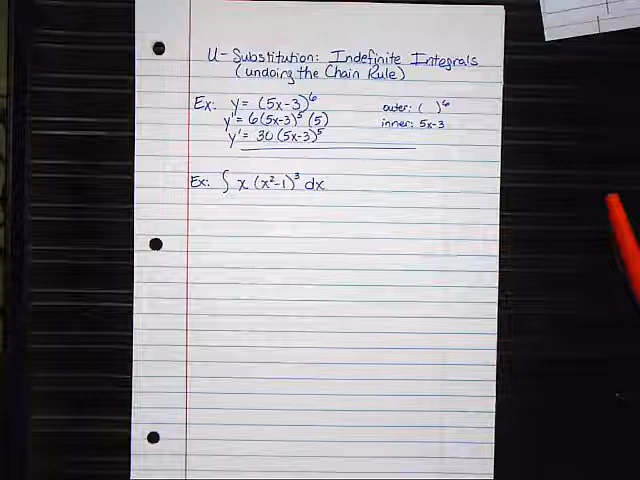 U- Substitution: Indefinite Integrals
(undoing the Chain Rule)
Ex: y = (5x-3)⁶ outer: ( )⁶
y' = 6(5x-3)⁵ (5) inner: 5x-3
y' = 30(5x-3)⁵
Ex: ∫ x (x²-1)³ dx